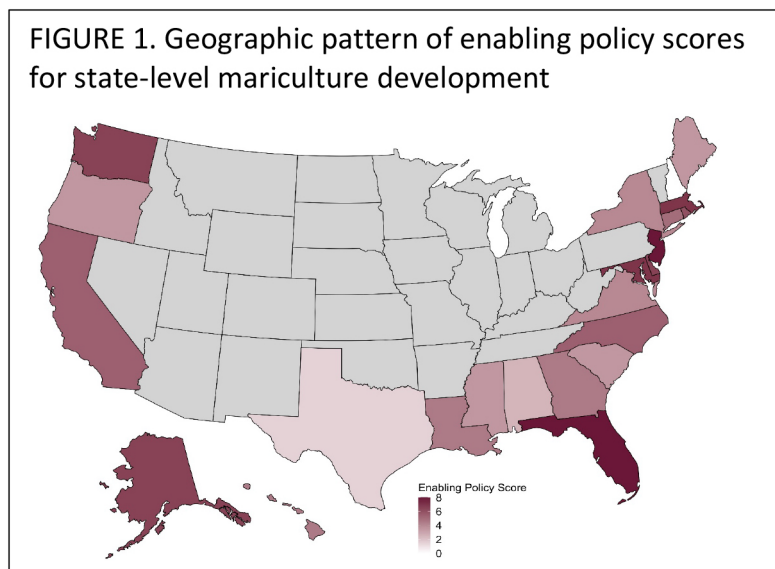 FIGURE 1. Geographic pattern of enabling policy scores
for state-level mariculture development
Enabling Policy Score
8
6
4
2
0